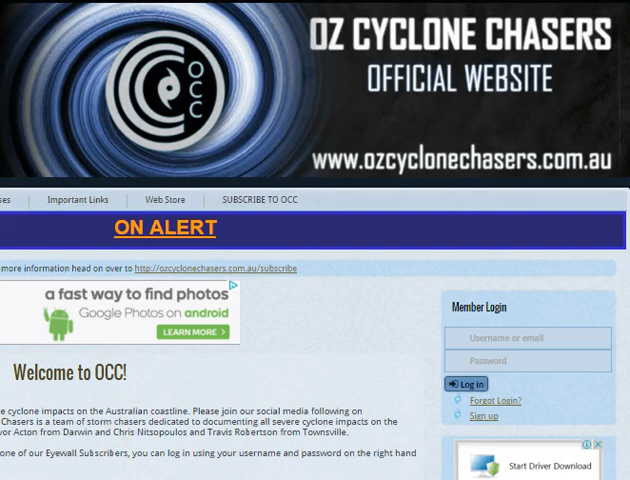 OZ CYCLONE CHASERS
OCC
OFFICIAL WEBSITE
www.ozcyclonechasers.com.au
Important Links
Web Store
SUBSCRIBE TO OCC
ON ALERT
more information head on over to http://ozcyclonechasers.com.au/subscribe
a fast way to find photos
Google Photos on android
LEARN MORE >
Member Login
Username or email
Password
Log in
Forgot Login?
Sign up
Welcome to OCC!
cyclone impacts on the Australian coastline. Please join our social media following on
Chasers is a team of storm chasers dedicated to documenting all severe cyclone impacts on the
Acton from Darwin and Chris Nitsopoulos and Travis Robertson from Townsville.
one of our Eyewall Subscribers, you can log in using your username and password on the right hand
Start Driver Download